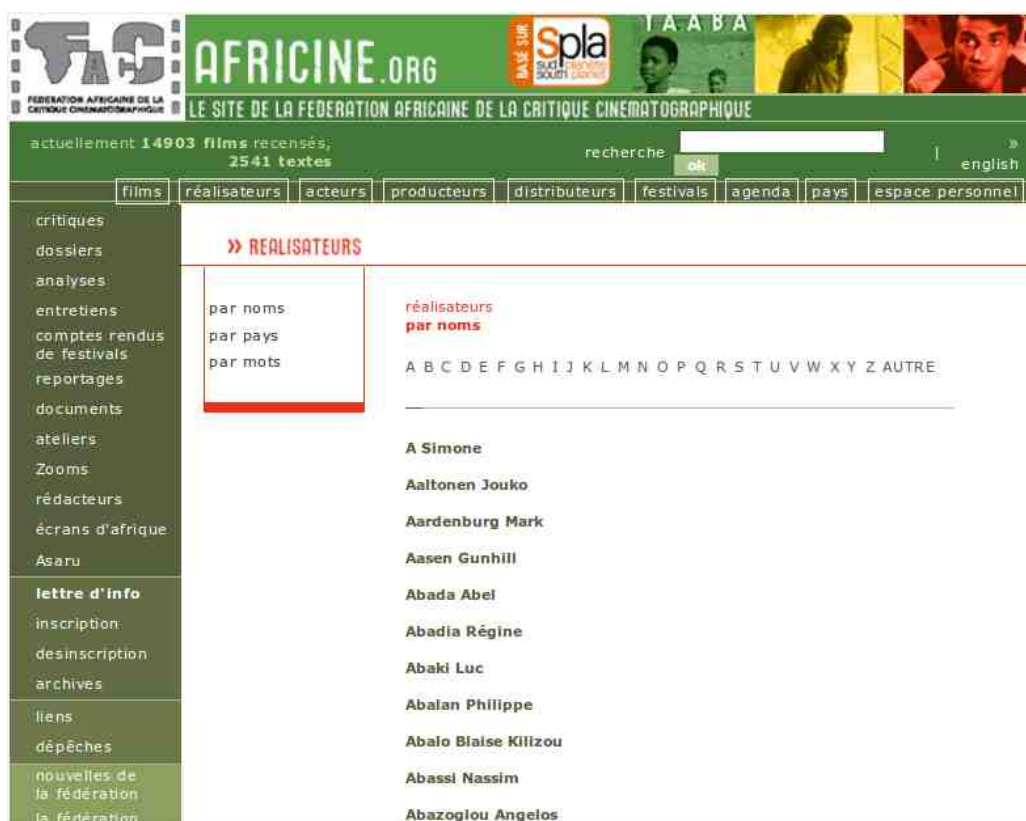 FAC
FEDERATION AFRICAINE DE LA
CRITIQUE CINEMATOGRAPHIQUE
AFRICINE.ORG
BASÉ SUR
Spla
sud planète
south planet
YAABA
LE SITE DE LA FEDERATION AFRICAINE DE LA CRITIQUE CINEMATOGRAPHIQUE
actuellement 14903 films recensés,
2541 textes
recherche
ok
|
»
english
films réalisateurs acteurs producteurs distributeurs festivals agenda pays espace personnel
critiques
dossiers
analyses
entretiens
comptes rendus
de festivals
reportages
documents
ateliers
Zooms
rédacteurs
écrans d'afrique
Asaru
lettre d'info
inscription
desinscription
archives
liens
dépêches
nouvelles de
la fédération
la fédération
» REALISATEURS
par noms
par pays
par mots
réalisateurs
par noms
A B C D E F G H I J K L M N O P Q R S T U V W X Y Z AUTRE
A Simone
Aaltonen Jouko
Aardenburg Mark
Aasen Gunhill
Abada Abel
Abadia Régine
Abaki Luc
Abalan Philippe
Abalo Blaise Kilizou
Abassi Nassim
Abazoglou Angelos